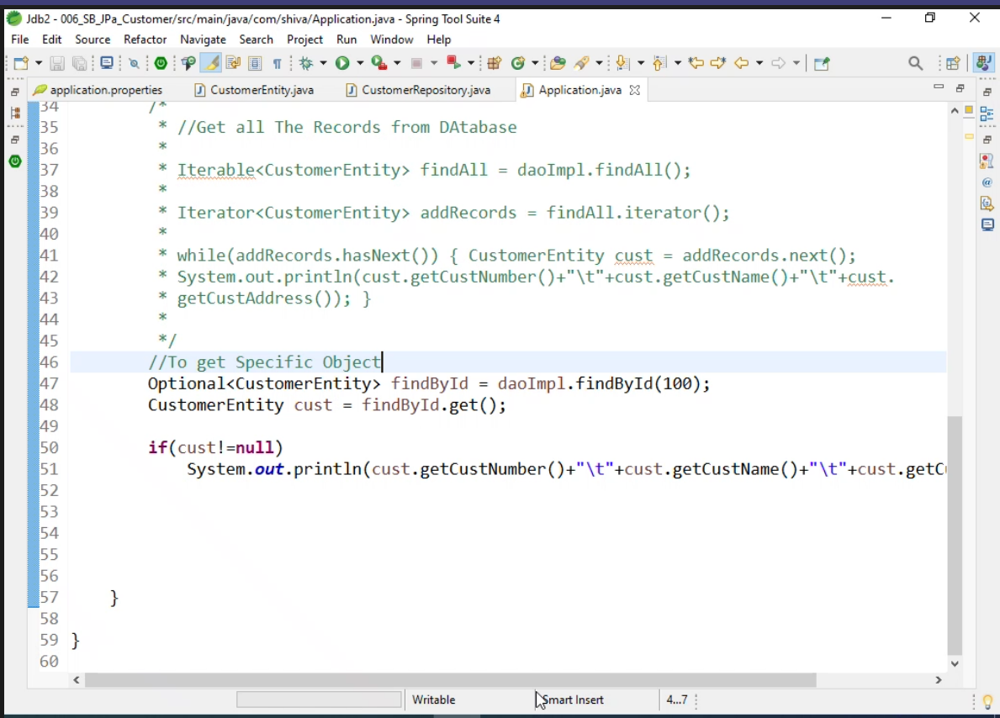 Jdb2 - 006_SB_JPa_Customer/src/main/java/com/shiva/Application.java - Spring Tool Suite 4
File Edit Source Refactor Navigate Search Project Run Window Help
application.properties CustomerEntity.java CustomerRepository.java Application.java
34 /*
35 * //Get all The Records from DAtabase
36 *
37 * Iterable<CustomerEntity> findAll = daoImpl.findAll();
38 *
39 * Iterator<CustomerEntity> addRecords = findAll.iterator();
40 *
41 * while(addRecords.hasNext()) { CustomerEntity cust = addRecords.next();
42 * System.out.println(cust.getCustNumber()+"\t"+cust.getCustName()+"\t"+cust.
43 * getCustAddress()); }
44 *
45 */
46 //To get Specific Object
47 Optional<CustomerEntity> findById = daoImpl.findById(100);
48 CustomerEntity cust = findById.get();
49
50 if(cust!=null)
51 System.out.println(cust.getCustNumber()+"\t"+cust.getCustName()+"\t"+cust.getC
52
53
54
55
56
57 }
58
59 }
60
Writable Smart Insert 4...7